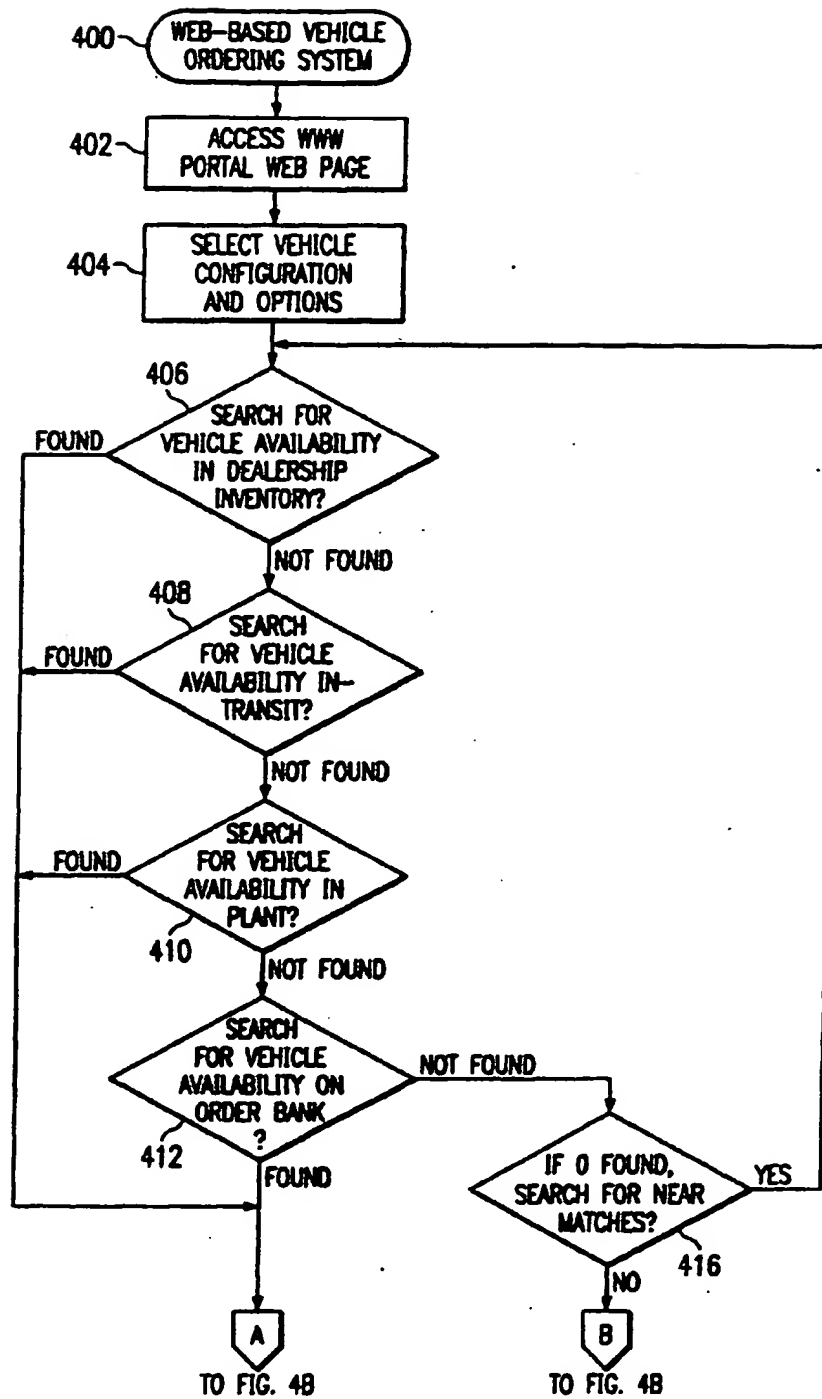 400
WEB-BASED VEHICLE
ORDERING SYSTEM
402
ACCESS WWW
PORTAL WEB PAGE
404
SELECT VEHICLE
CONFIGURATION
AND OPTIONS
406
SEARCH FOR
VEHICLE AVAILABILITY
IN DEALERSHIP
INVENTORY?
FOUND
NOT FOUND
408
SEARCH
FOR VEHICLE
AVAILABILITY IN-
TRANSIT?
FOUND
NOT FOUND
SEARCH
FOR VEHICLE
AVAILABILITY IN
PLANT?
FOUND
410
NOT FOUND
SEARCH
FOR VEHICLE
AVAILABILITY ON
ORDER BANK
?
412
NOT FOUND
FOUND
IF 0 FOUND,
SEARCH FOR NEAR
MATCHES?
YES
416
NO
A
TO FIG. 4B
B
TO FIG. 4B